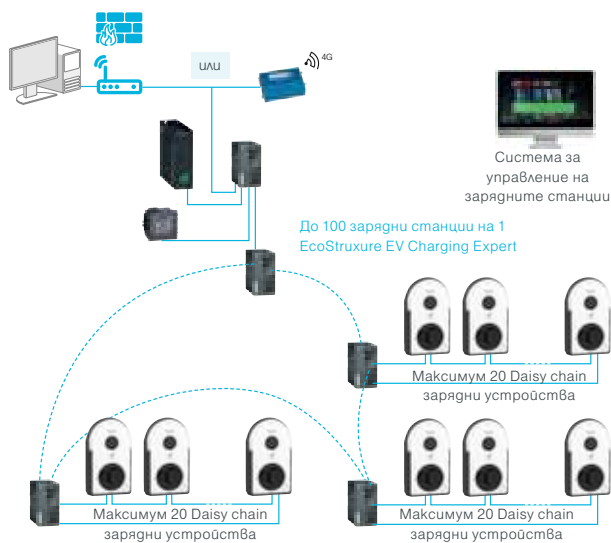 или
4G
Система за
управление на
зарядните станции
До 100 зарядни станции на 1
EcoStruxure EV Charging Expert
Максимум 20 Daisy chain
зарядни устройства
Максимум 20 Daisy chain
зарядни устройства
Максимум 20 Daisy chain
зарядни устройства